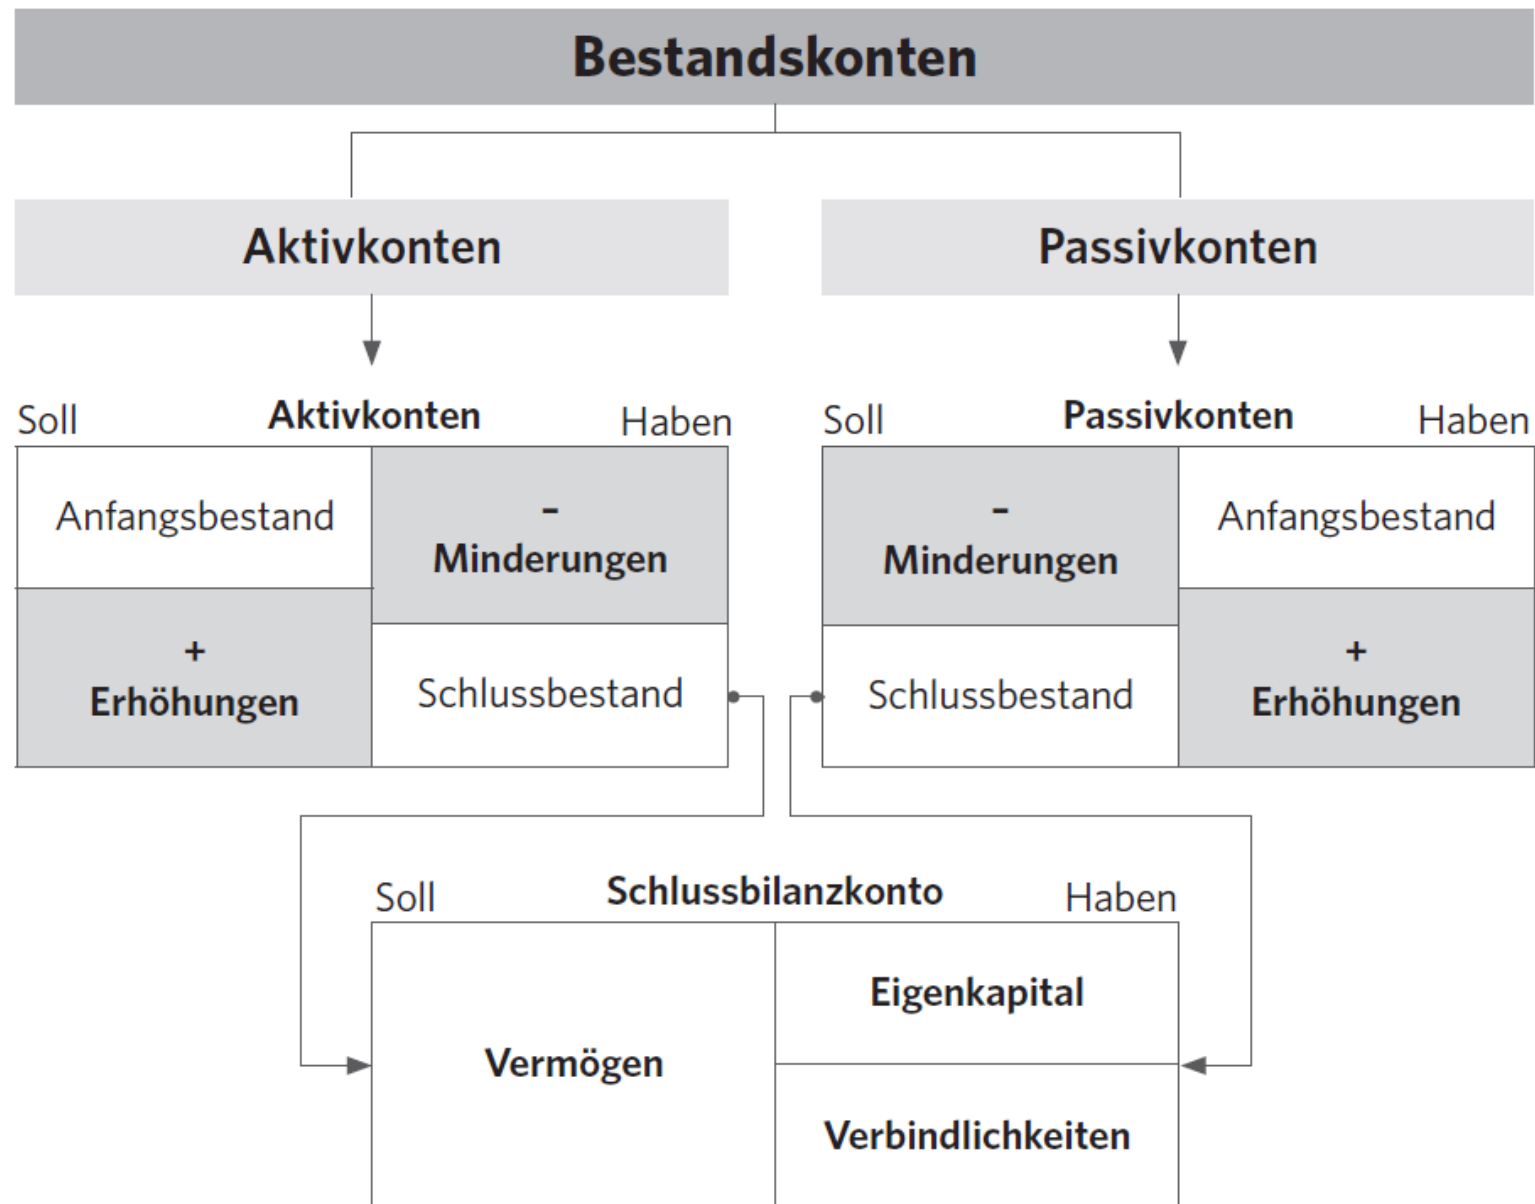 Bestandskonten
Aktivkonten
Passivkonten
Soll Aktivkonten Haben
Anfangsbestand
–
Minderungen
+
Erhöhungen
Schlussbestand
Soll Passivkonten Haben
–
Minderungen
Anfangsbestand
Schlussbestand
+
Erhöhungen
Soll Schlussbilanzkonto Haben
Vermögen
Eigenkapital
Verbindlichkeiten